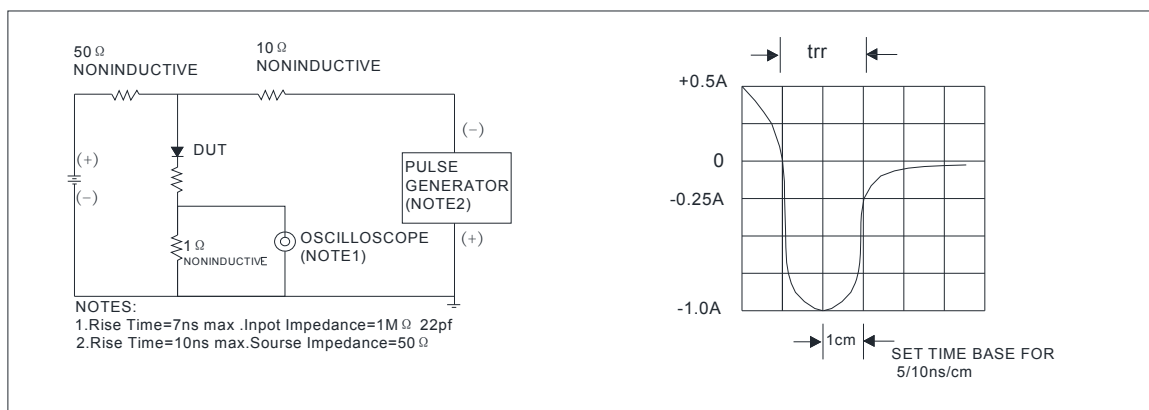 50Ω
NONINDUCTIVE
10Ω
NONINDUCTIVE
(+)
(-)
DUT
1Ω
NONINDUCTIVE
OSCILLOSCOPE
(NOTE1)
(-)
PULSE
GENERATOR
(NOTE2)
(+)
NOTES:
1.Rise Time=7ns max .Inpot Impedance=1MΩ 22pf
2.Rise Time=10ns max.Sourse Impedance=50Ω
trr
+0.5A
0
-0.25A
-1.0A
1cm
SET TIME BASE FOR
5/10ns/cm